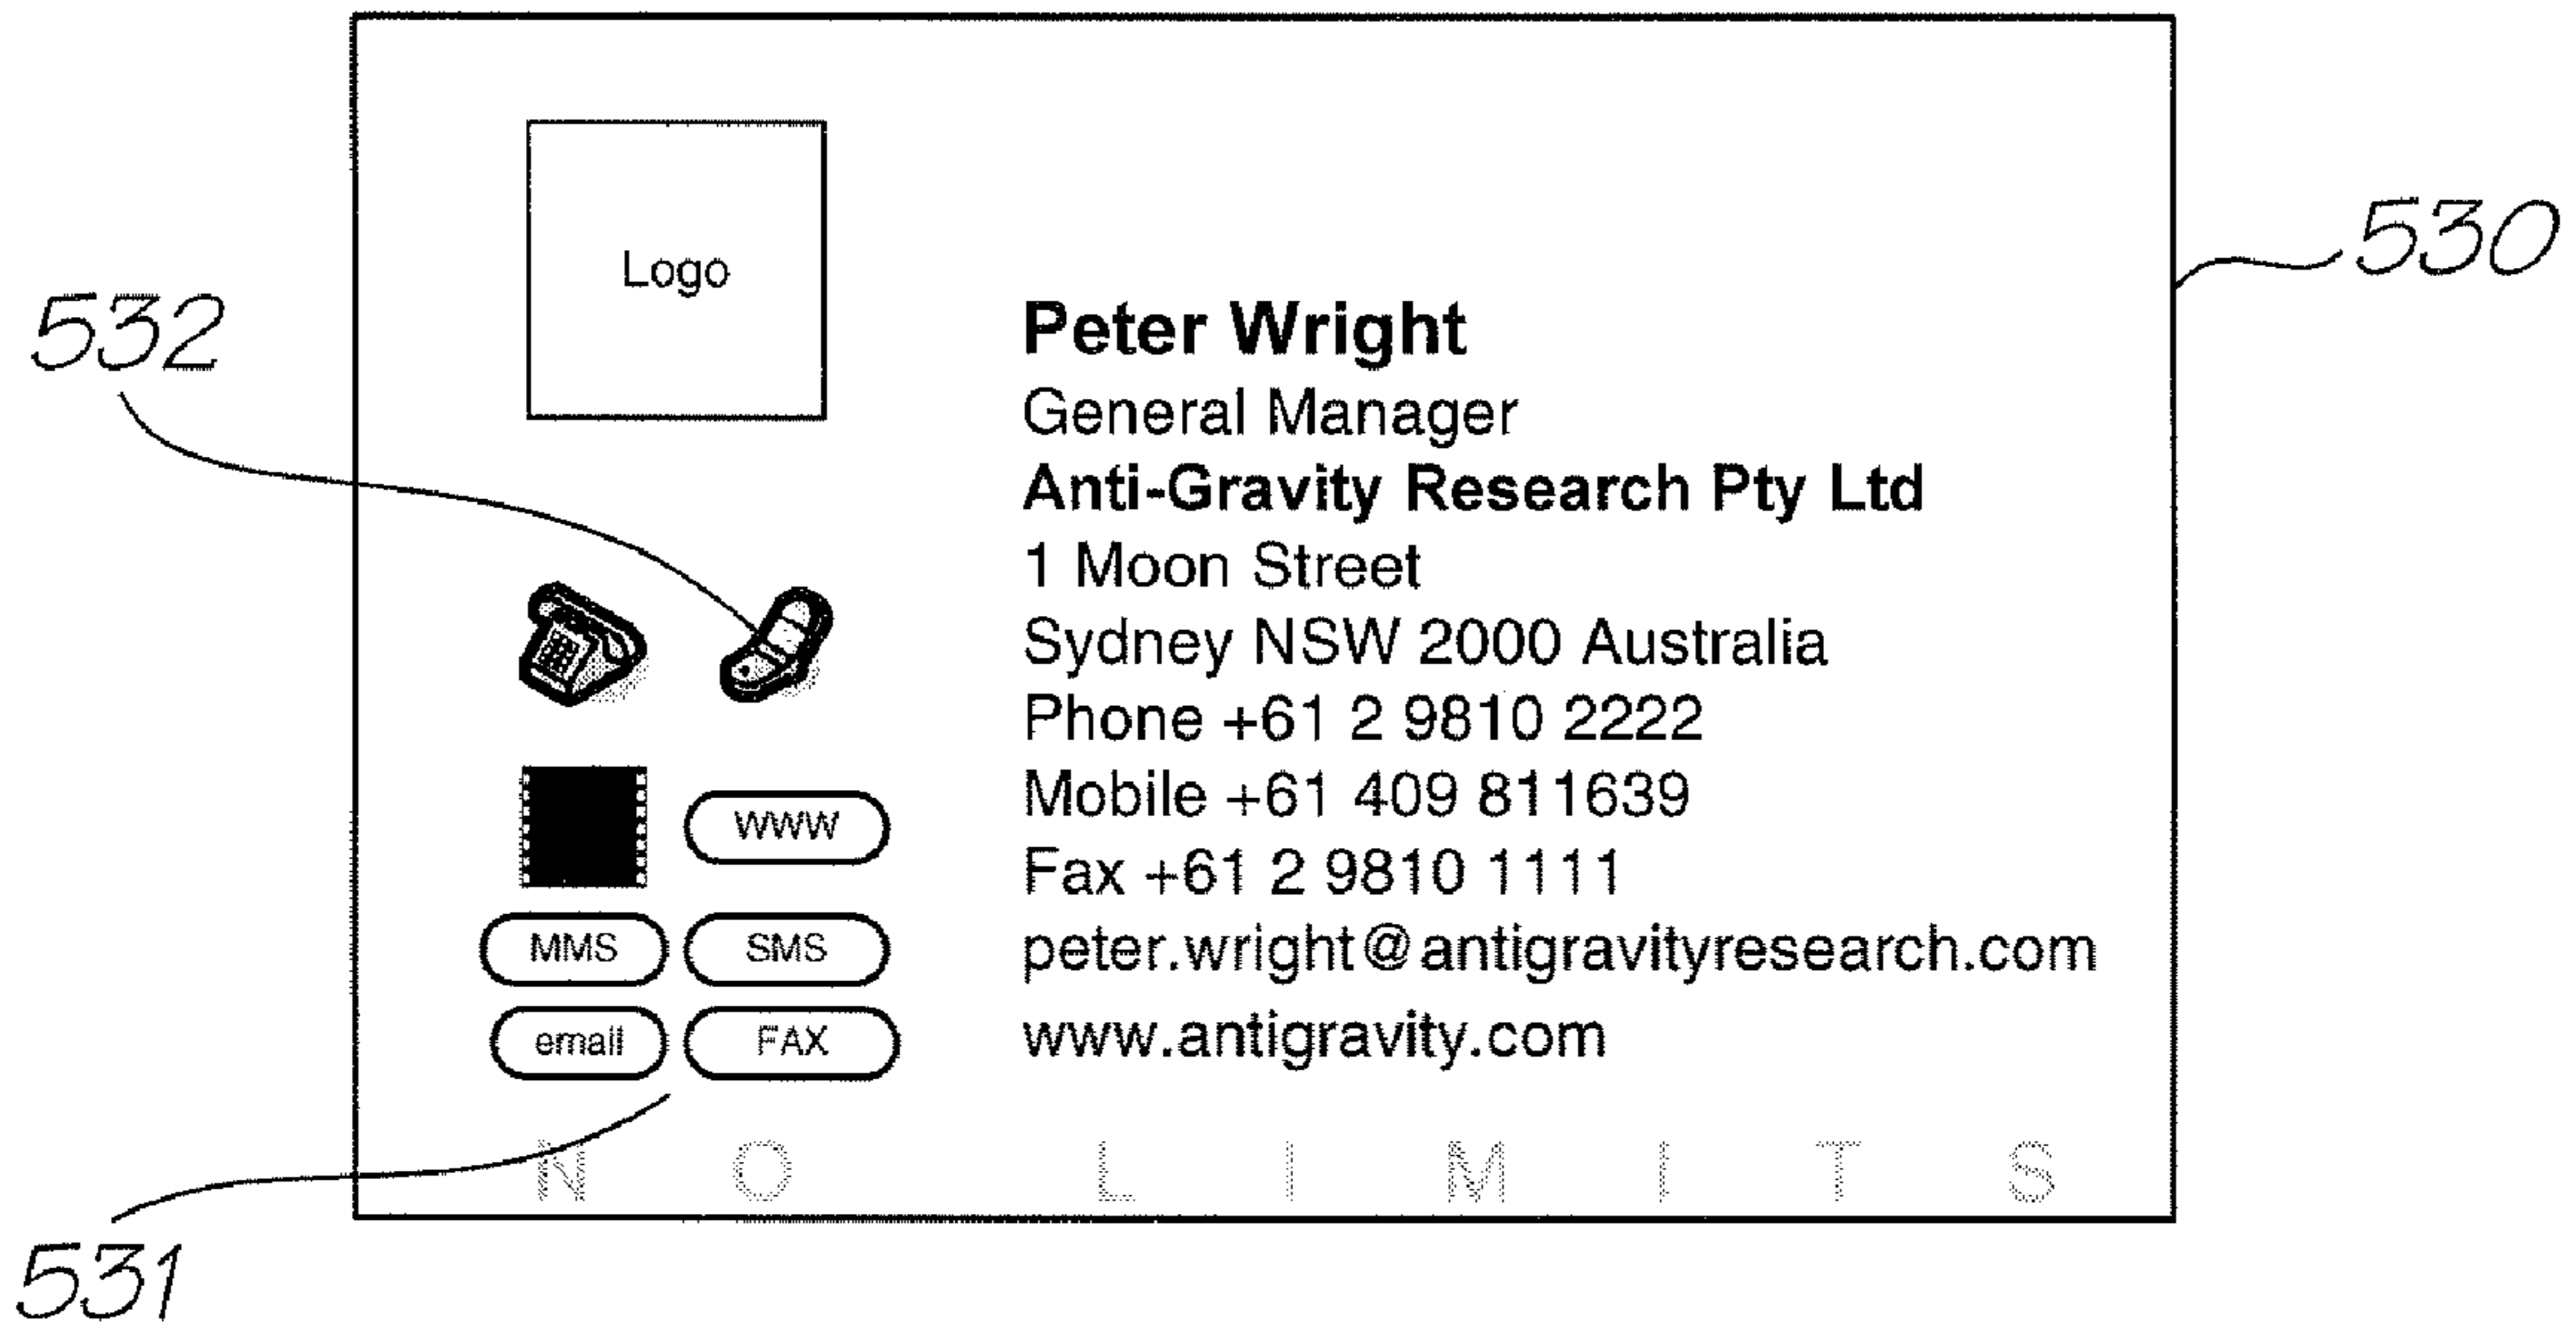 Logo
530
532
Peter Wright
General Manager
Anti-Gravity Research Pty Ltd
1 Moon Street
Sydney NSW 2000 Australia
Phone +61 2 9810 2222
Mobile +61 409 811639
Fax +61 2 9810 1111
peter.wright@antigravityresearch.com
www.antigravity.com
WWW
MMS SMS
email FAX
NO LIMITS
531